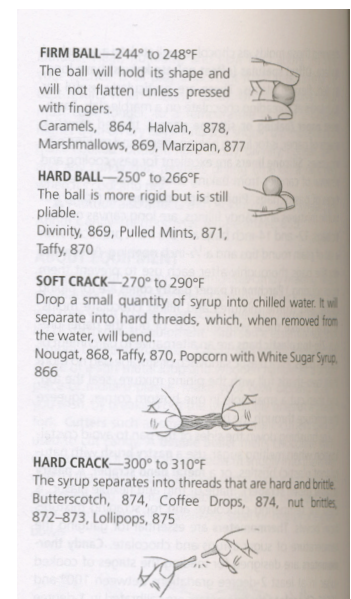 FIRM BALL—244° to 248°F
The ball will hold its shape and
will not flatten unless pressed
with fingers.
Caramels, 864, Halvah, 878,
Marshmallows, 869, Marzipan, 877
HARD BALL—250° to 266°F
The ball is more rigid but is still
pliable.
Divinity, 869, Pulled Mints, 871,
Taffy, 870
SOFT CRACK—270° to 290°F
Drop a small quantity of syrup into chilled water. It will
separate into hard threads, which, when removed from
the water, will bend.
Nougat, 868, Taffy, 870, Popcorn with White Sugar Syrup,
866
HARD CRACK—300° to 310°F
The syrup separates into threads that are hard and brittle.
Butterscotch, 874, Coffee Drops, 874, nut brittles,
872–873, Lollipops, 875